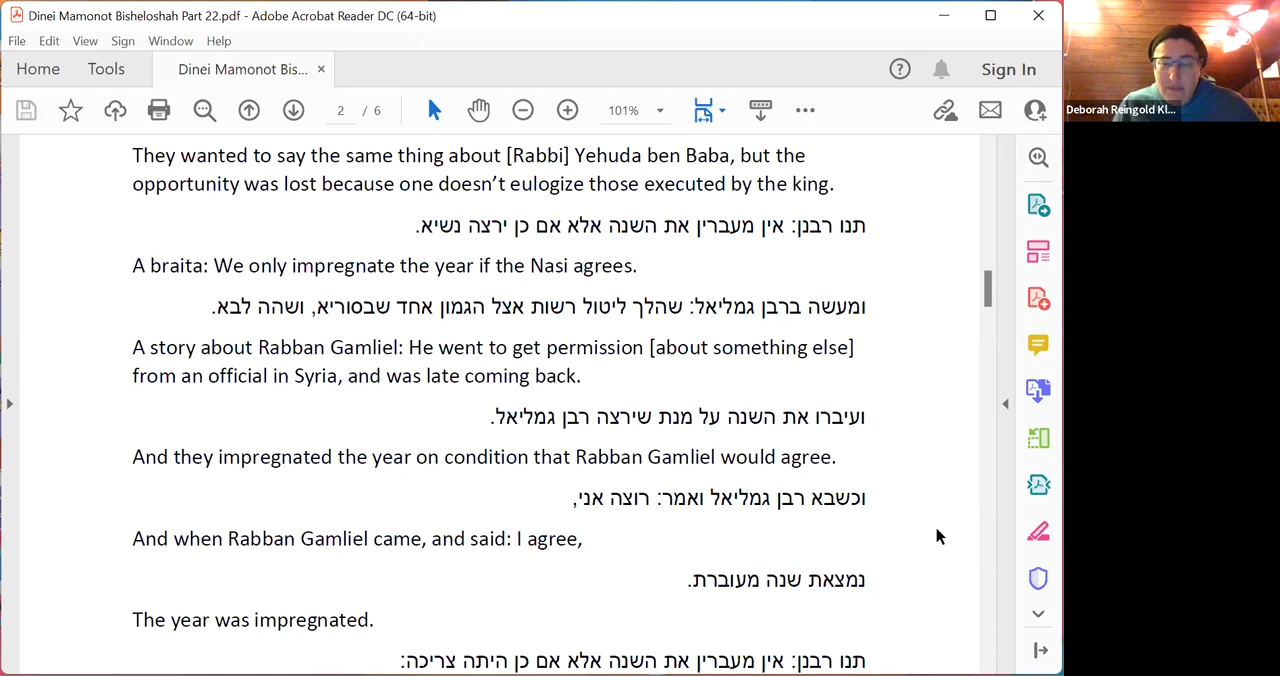 Dinei Mamonot Bisheloshah Part 22.pdf - Adobe Acrobat Reader DC (64-bit)
File Edit View Sign Window Help
Home Tools Dinei Mamonot Bis... × Sign In
2 / 6 101%
They wanted to say the same thing about [Rabbi] Yehuda ben Baba, but the
opportunity was lost because one doesn’t eulogize those executed by the king.
תנו רבנן: אין מעברין את השנה אלא אם כן ירצה נשיא.
A braita: We only impregnate the year if the Nasi agrees.
ומעשה ברבן גמליאל: שהלך ליטול רשות אצל הגמון אחד שבסוריא, ושהה לבא.
A story about Rabban Gamliel: He went to get permission [about something else]
from an official in Syria, and was late coming back.
ועיברו את השנה על מנת שירצה רבן גמליאל.
And they impregnated the year on condition that Rabban Gamliel would agree.
וכשבא רבן גמליאל ואמר: רוצה אני,
And when Rabban Gamliel came, and said: I agree,
נמצאת שנה מעוברת.
The year was impregnated.
תנו רבנן: אין מעברין את השנה אלא אם כן היתה צריכה:
Deborah Reingold Kl...